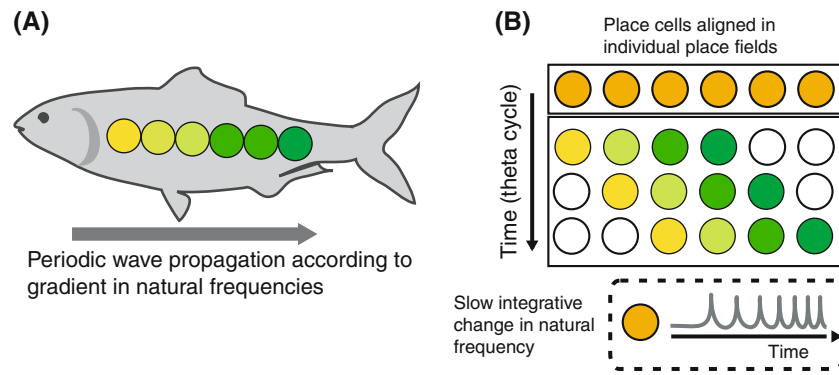 (A)
Periodic wave propagation according to
gradient in natural frequencies
(B)
Place cells aligned in
individual place fields
Time (theta cycle)
Slow integrative
change in natural
frequency
Time